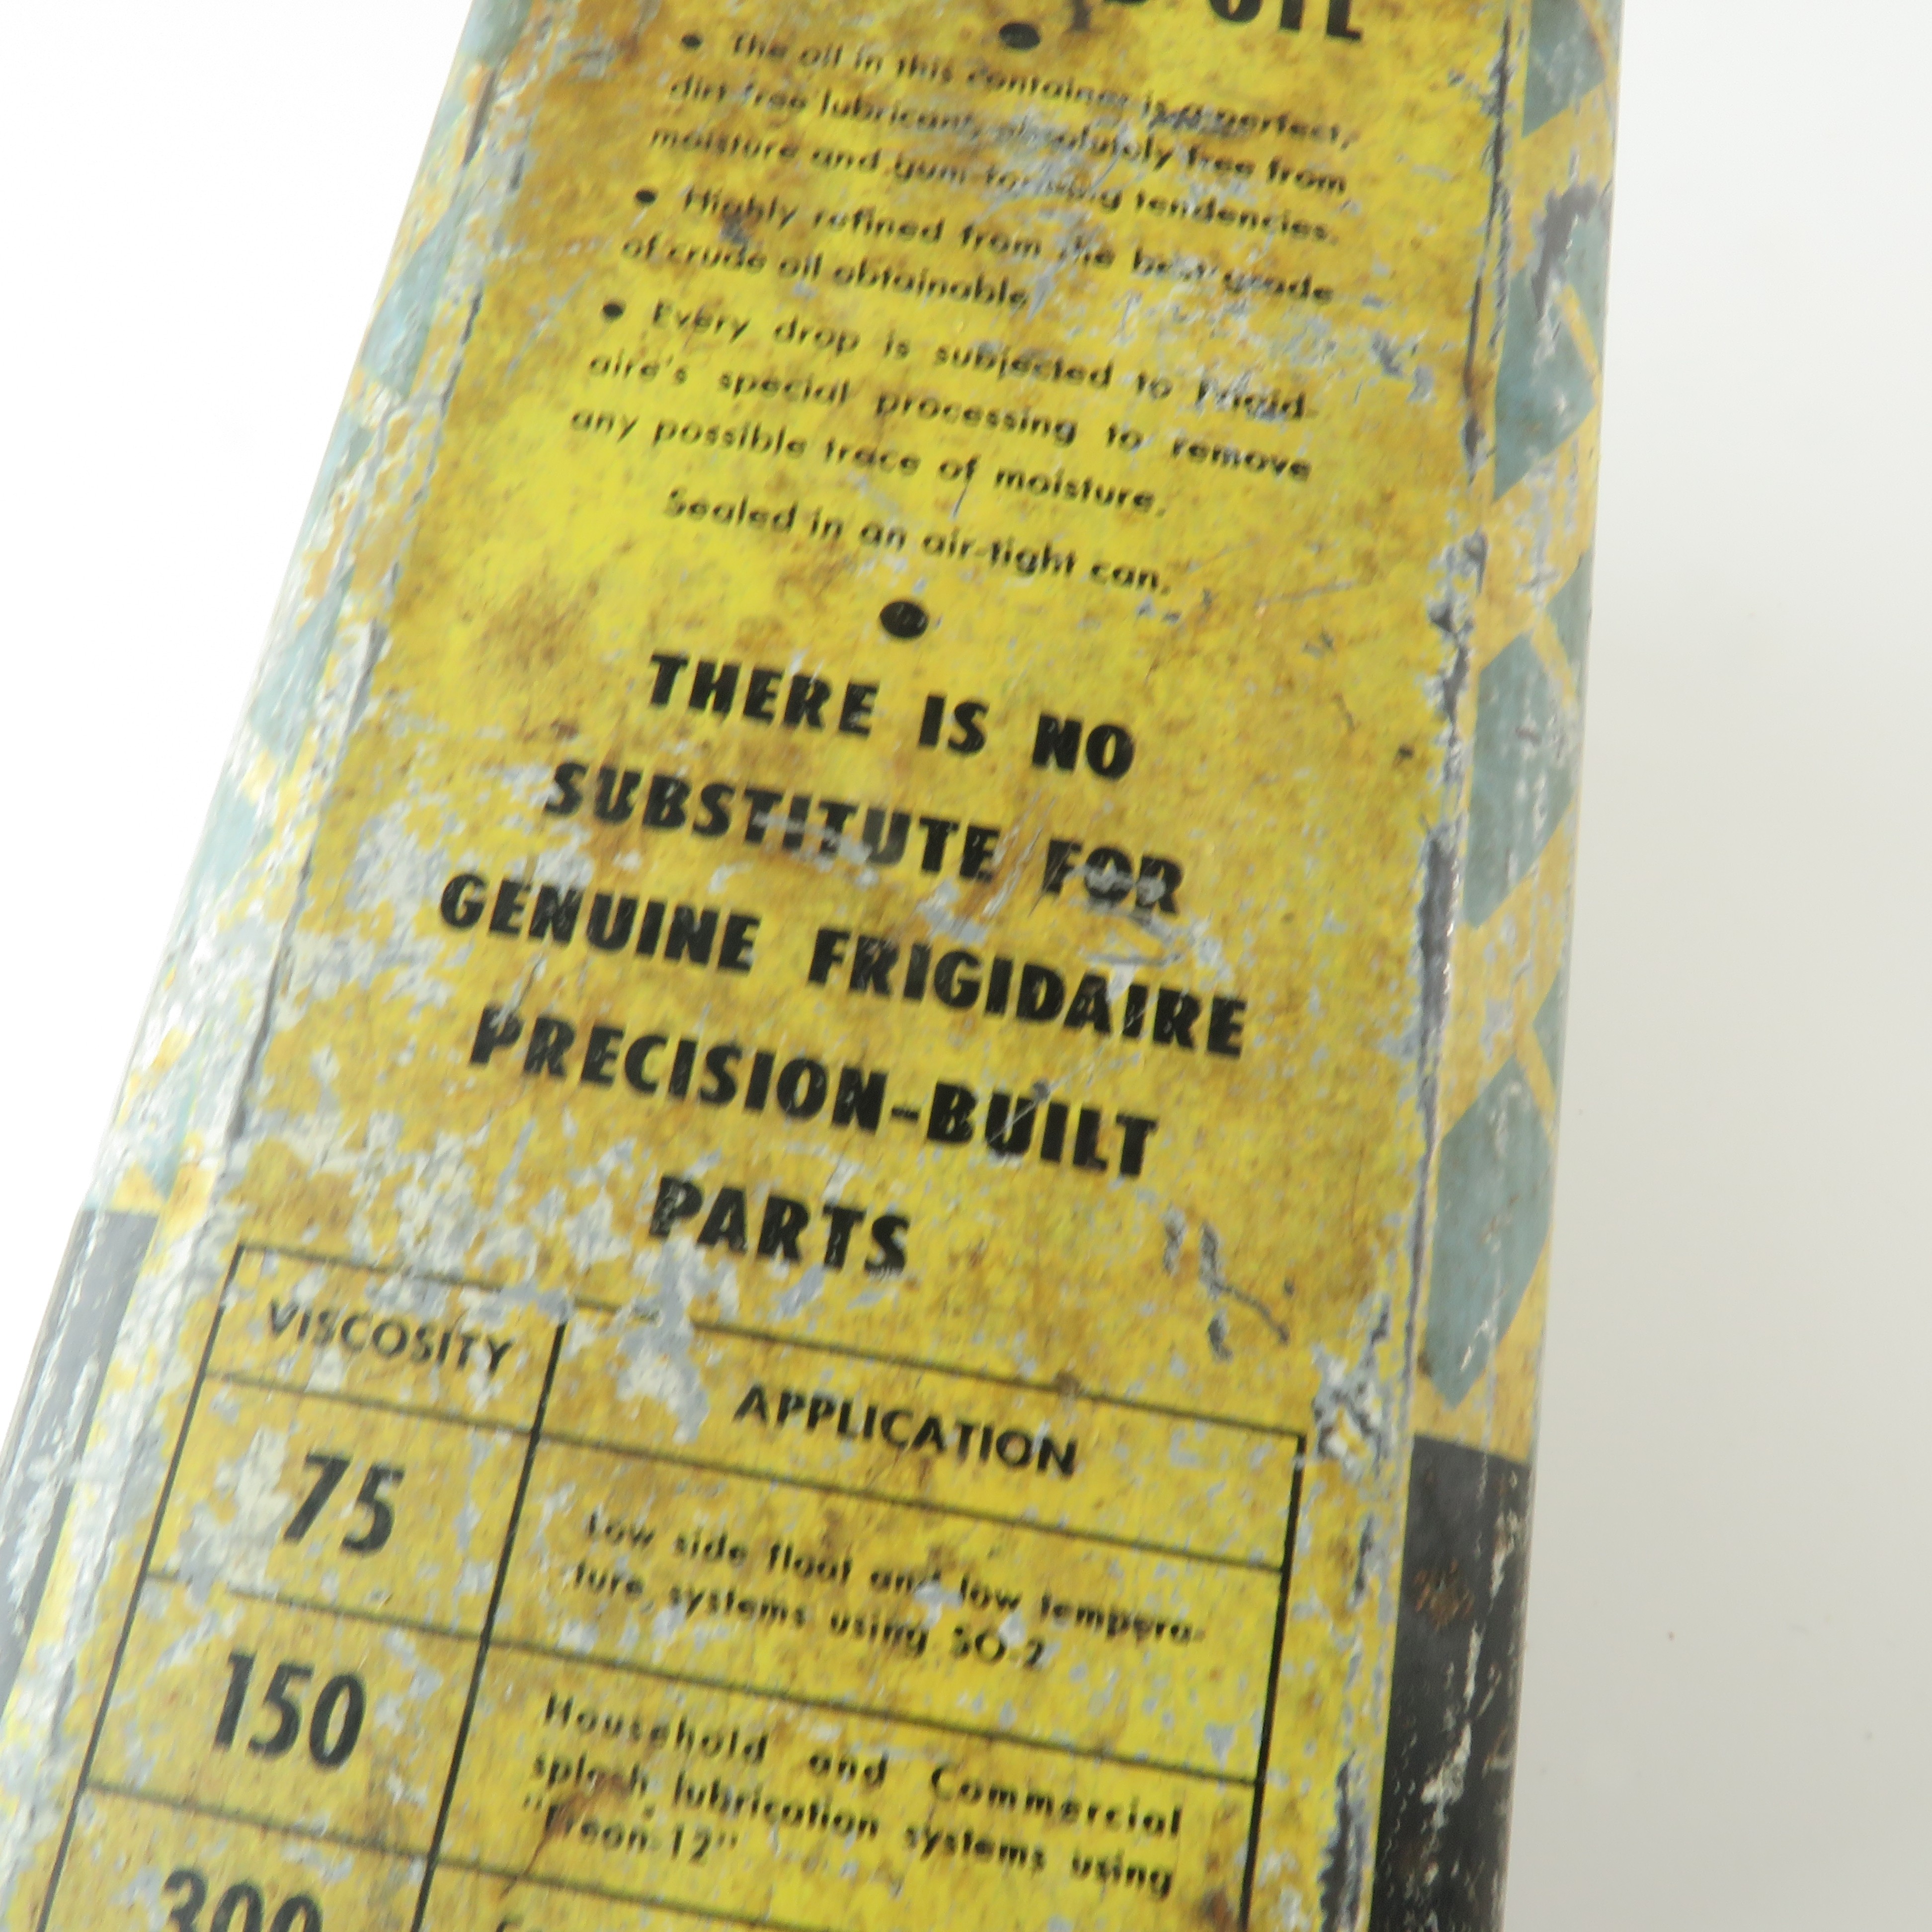 OIL
• The oil in this container is a perfect,
dirt-free lubricant, absolutely free from
moisture and gum-forming tendencies.
• Highly refined from the best grade
of crude oil obtainable.
• Every drop is subjected to Frigid-
aire's special processing to remove
any possible trace of moisture.
Sealed in an air-tight can.
THERE IS NO
SUBSTITUTE FOR
GENUINE FRIGIDAIRE
PRECISION-BUILT
PARTS
VISCOSITY APPLICATION
75 Low side float and low tempera-
ture systems using SO-2
150 Household and Commercial
splash lubrication systems using
"Freon-12"
300